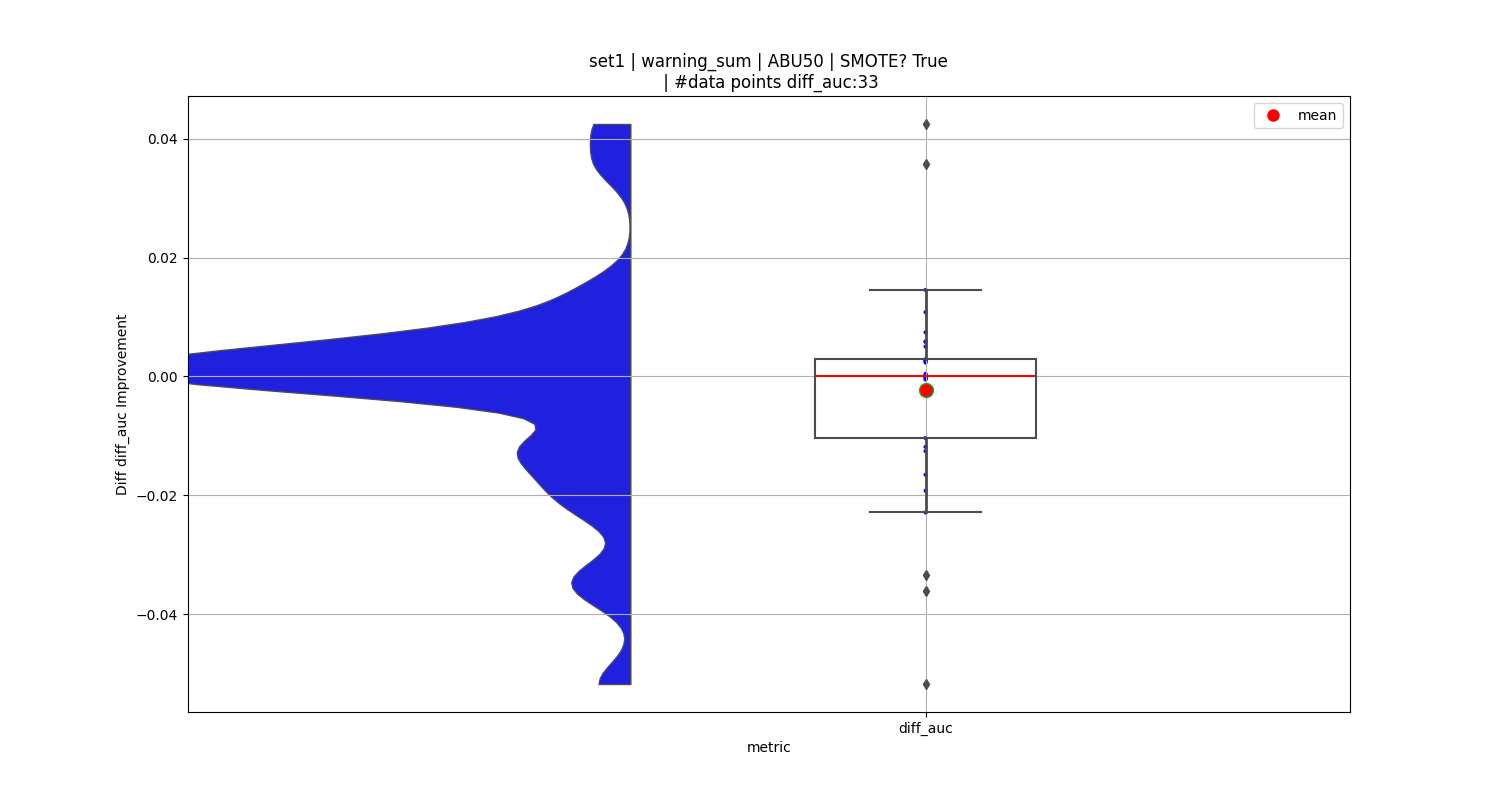 set1 | warning_sum | ABU50 | SMOTE? True
| #data points diff_auc:33
mean
0.04
0.02
0.00
−0.02
−0.04
Diff diff_auc Improvement
diff_auc
metric